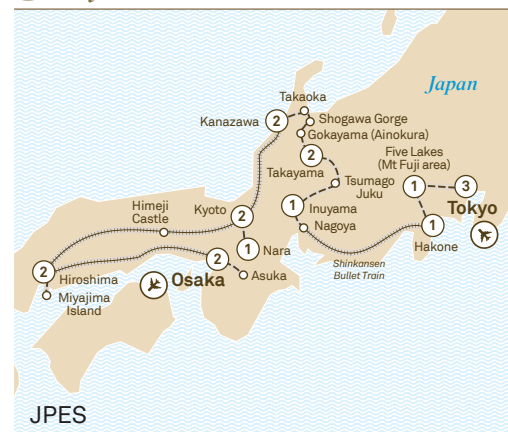 Japan
Takaoka
Kanazawa
2
Shogawa Gorge
Gokayama (Ainokura)
2
Takayama
Five Lakes
(Mt Fuji area)
1
3
Tsumago
Juku
Tokyo
Himeji
Castle
Kyoto
2
1
Inuyama
Nagoya
1
Hakone
Shinkansen
Bullet Train
1
Nara
2
Asuka
2
Hiroshima
Osaka
Miyajima
Island
JPES